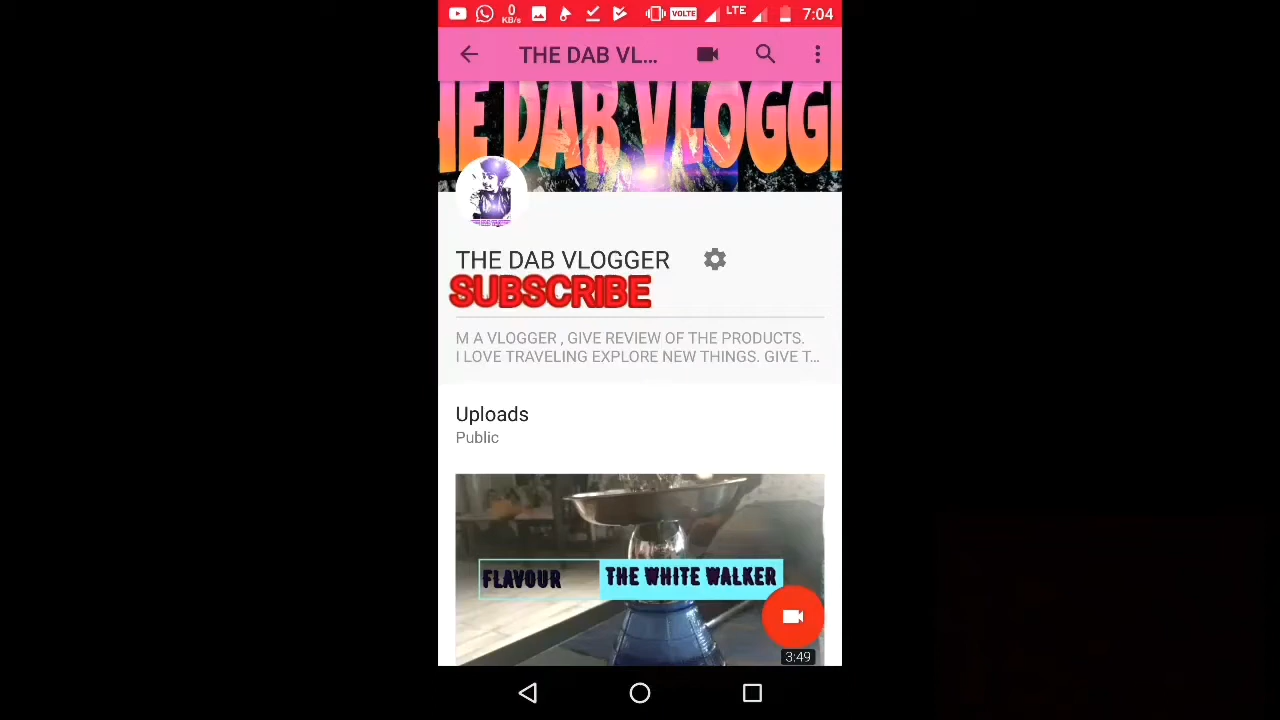 0
KB/s
VOLTE
LTE
7:04
THE DAB VL...
HE DAB VLOGG
THE DAB VLOGGER
SUBSCRIBE
M A VLOGGER , GIVE REVIEW OF THE PRODUCTS.
I LOVE TRAVELING EXPLORE NEW THINGS. GIVE T...
Uploads
Public
FLAVOUR
THE WHITE WALKER
3:49